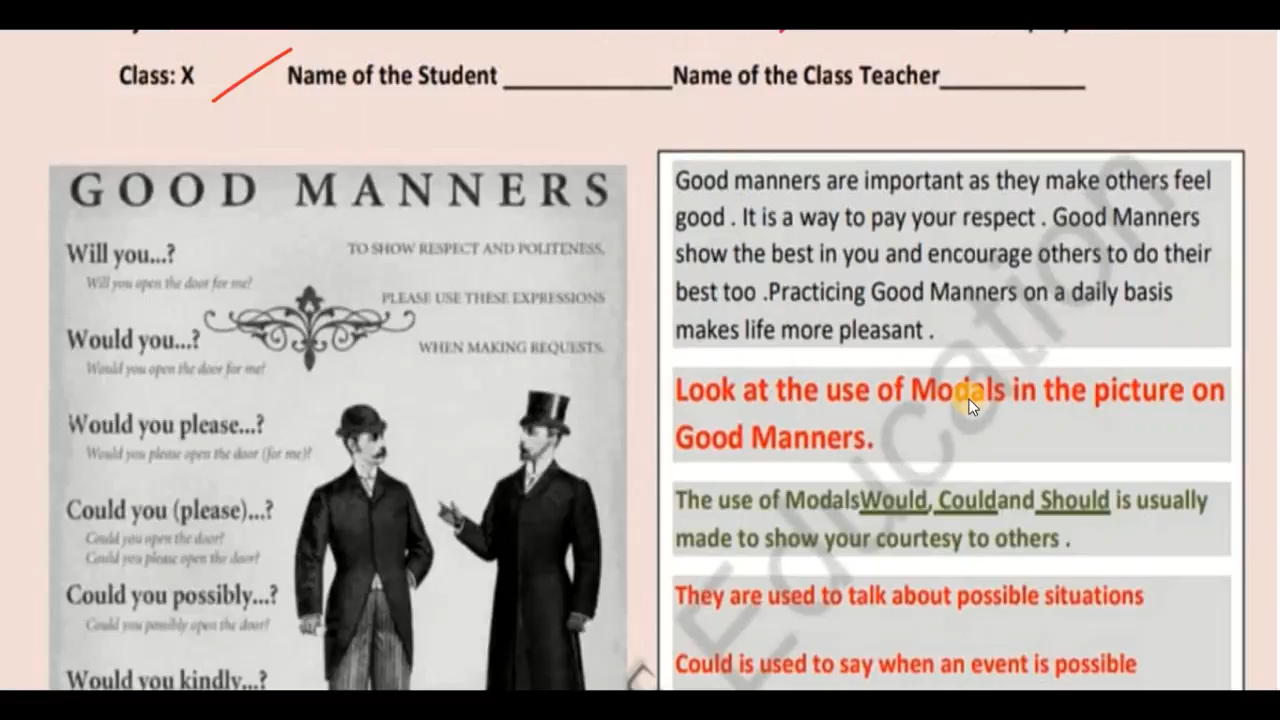 Class: X Name of the Student ____________Name of the Class Teacher__________
GOOD MANNERS
Will you...?
Will you open the door for me?
TO SHOW RESPECT AND POLITENESS,
PLEASE USE THESE EXPRESSIONS
WHEN MAKING REQUESTS.
Would you...?
Would you open the door for me?
Would you please...?
Would you please open the door (for me)?
Could you (please)...?
Could you open the door?
Could you please open the door?
Could you possibly...?
Could you possibly open the door?
Would you kindly...?
Good manners are important as they make others feel
good . It is a way to pay your respect . Good Manners
show the best in you and encourage others to do their
best too .Practicing Good Manners on a daily basis
makes life more pleasant .
Look at the use of Modals in the picture on
Good Manners.
The use of ModalsWould, Couldand Should is usually
made to show your courtesy to others .
They are used to talk about possible situations
Could is used to say when an event is possible
Education